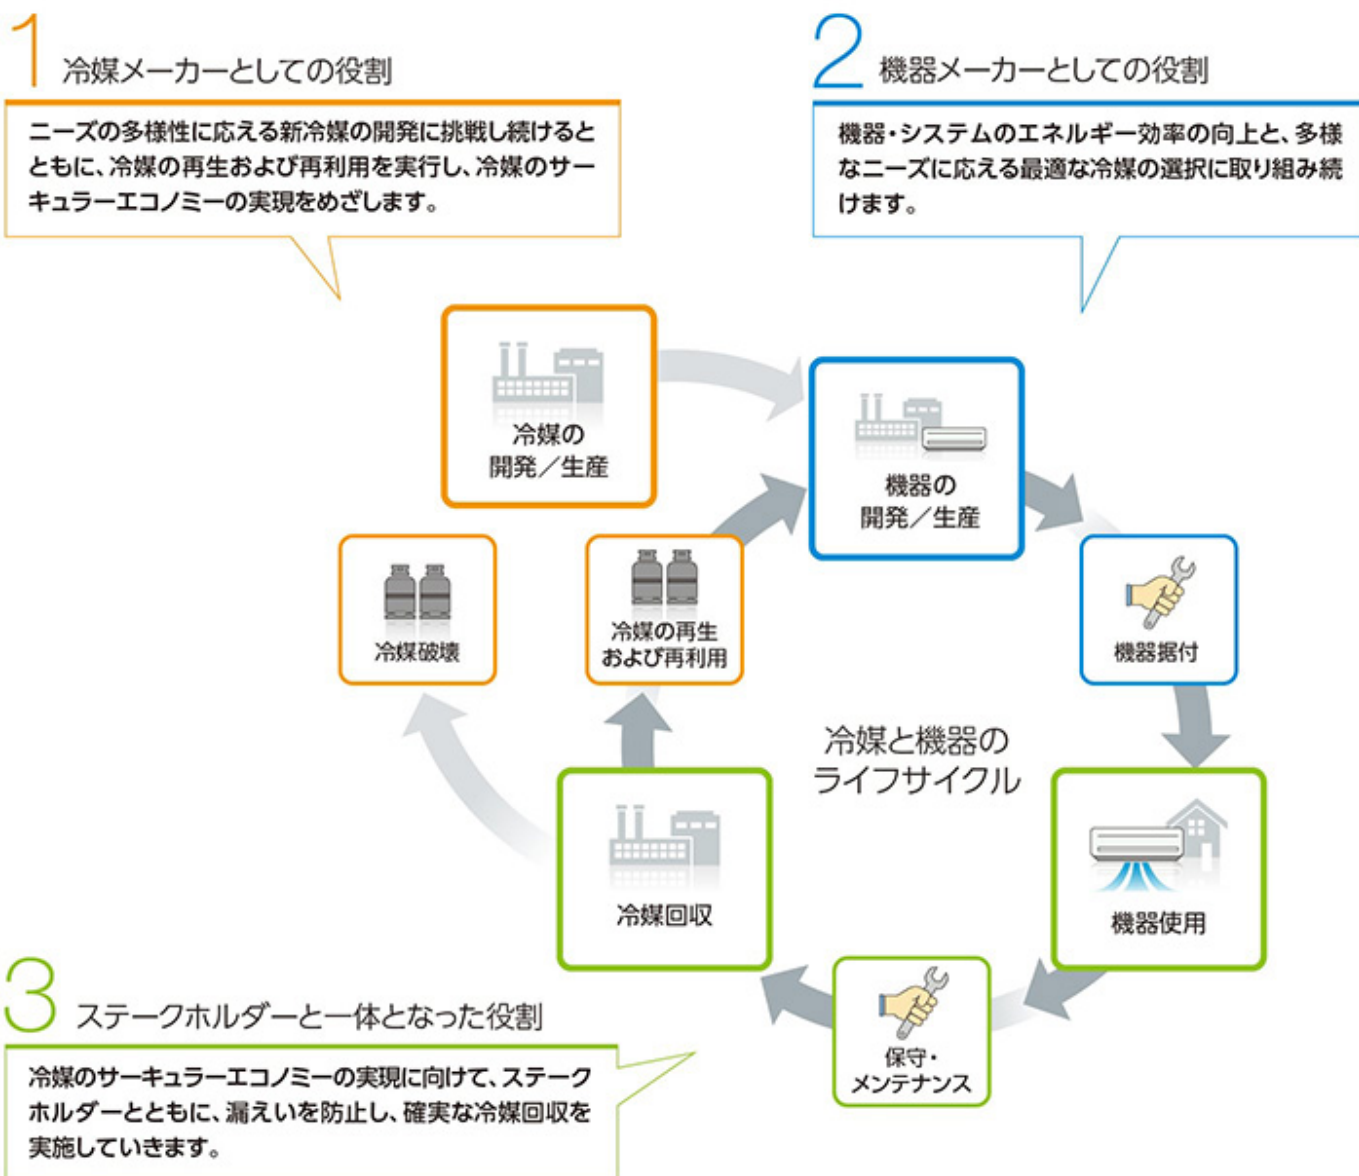 1 冷媒メーカーとしての役割
ニーズの多様性に応える新冷媒の開発に挑戦し続けると
ともに、冷媒の再生および再利用を実行し、冷媒のサー
キュラーエコノミーの実現をめざします。
2 機器メーカーとしての役割
機器・システムのエネルギー効率の向上と、多様
なニーズに応える最適な冷媒の選択に取り組み続
けます。
冷媒の
開発／生産
機器の
開発／生産
冷媒破壊
冷媒の再生
および再利用
機器据付
冷媒と機器の
ライフサイクル
冷媒回収
機器使用
保守・
メンテナンス
3 ステークホルダーと一体となった役割
冷媒のサーキュラーエコノミーの実現に向けて、ステーク
ホルダーとともに、漏えいを防止し、確実な冷媒回収を
実施していきます。